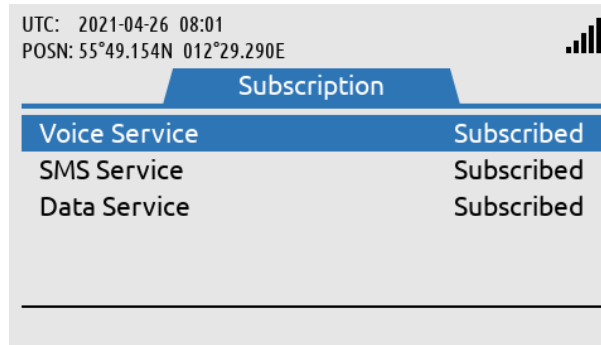 UTC: 2021-04-26 08:01
POSN: 55°49.154N 012°29.290E
Subscription
Voice Service Subscribed
SMS Service Subscribed
Data Service Subscribed